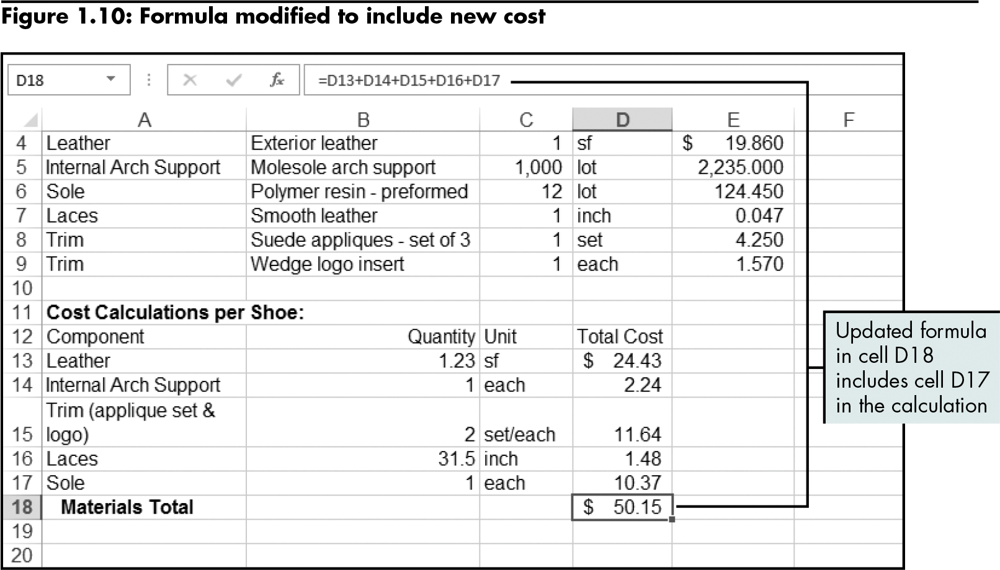 Figure 1.10: Formula modified to include new cost
D18 fx =D13+D14+D15+D16+D17
A B C D E F
4 Leather Exterior leather 1 sf $ 19.860
5 Internal Arch Support Molesole arch support 1,000 lot 2,235.000
6 Sole Polymer resin - preformed 12 lot 124.450
7 Laces Smooth leather 1 inch 0.047
8 Trim Suede appliques - set of 3 1 set 4.250
9 Trim Wedge logo insert 1 each 1.570
10
11 Cost Calculations per Shoe:
12 Component Quantity Unit Total Cost
13 Leather 1.23 sf $ 24.43
14 Internal Arch Support 1 each 2.24
Trim (applique set &
15 logo) 2 set/each 11.64
16 Laces 31.5 inch 1.48
17 Sole 1 each 10.37
18 Materials Total $ 50.15
19
20
Updated formula
in cell D18
includes cell D17
in the calculation